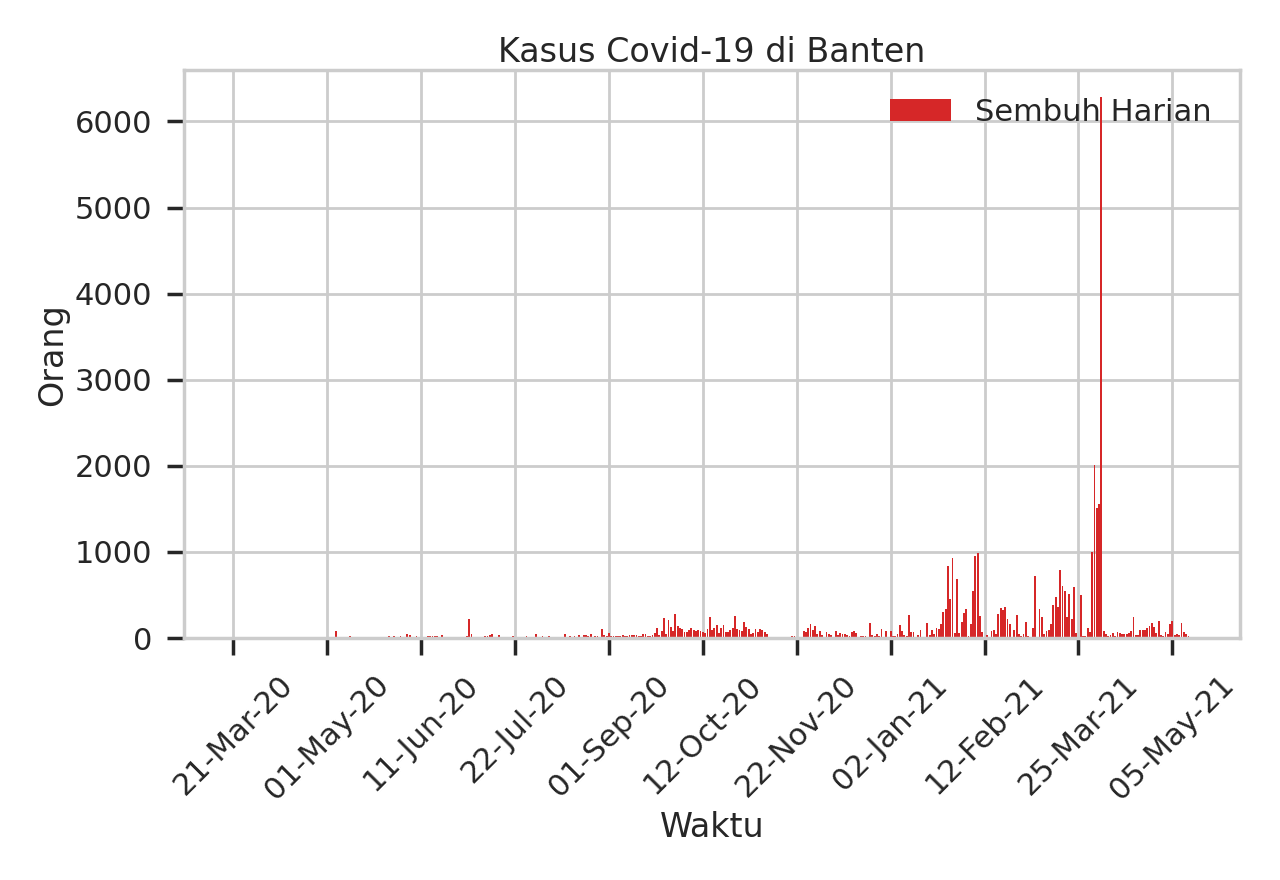 Kasus Covid-19 di Banten
Sembuh Harian
Orang
6000
5000
4000
3000
2000
1000
0
21-Mar-20
01-May-20
11-Jun-20
22-Jul-20
01-Sep-20
12-Oct-20
22-Nov-20
02-Jan-21
12-Feb-21
25-Mar-21
05-May-21
Waktu